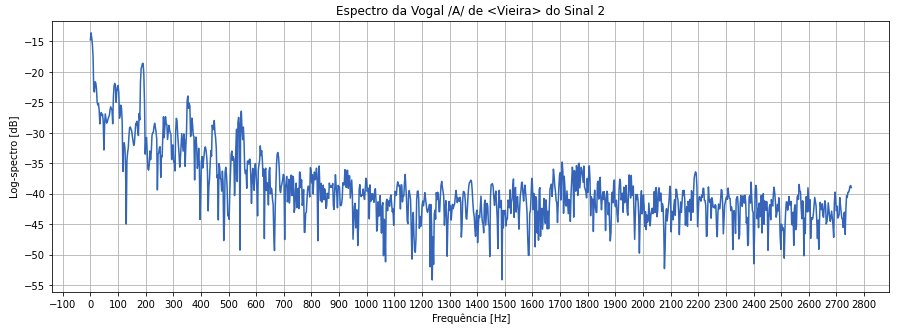 Espectro da Vogal /A/ de <Vieira> do Sinal 2
Log-spectro [dB]
−15
−20
−25
−30
−35
−40
−45
−50
−55
−100 0 100 200 300 400 500 600 700 800 900 1000 1100 1200 1300 1400 1500 1600 1700 1800 1900 2000 2100 2200 2300 2400 2500 2600 2700 2800
Frequência [Hz]